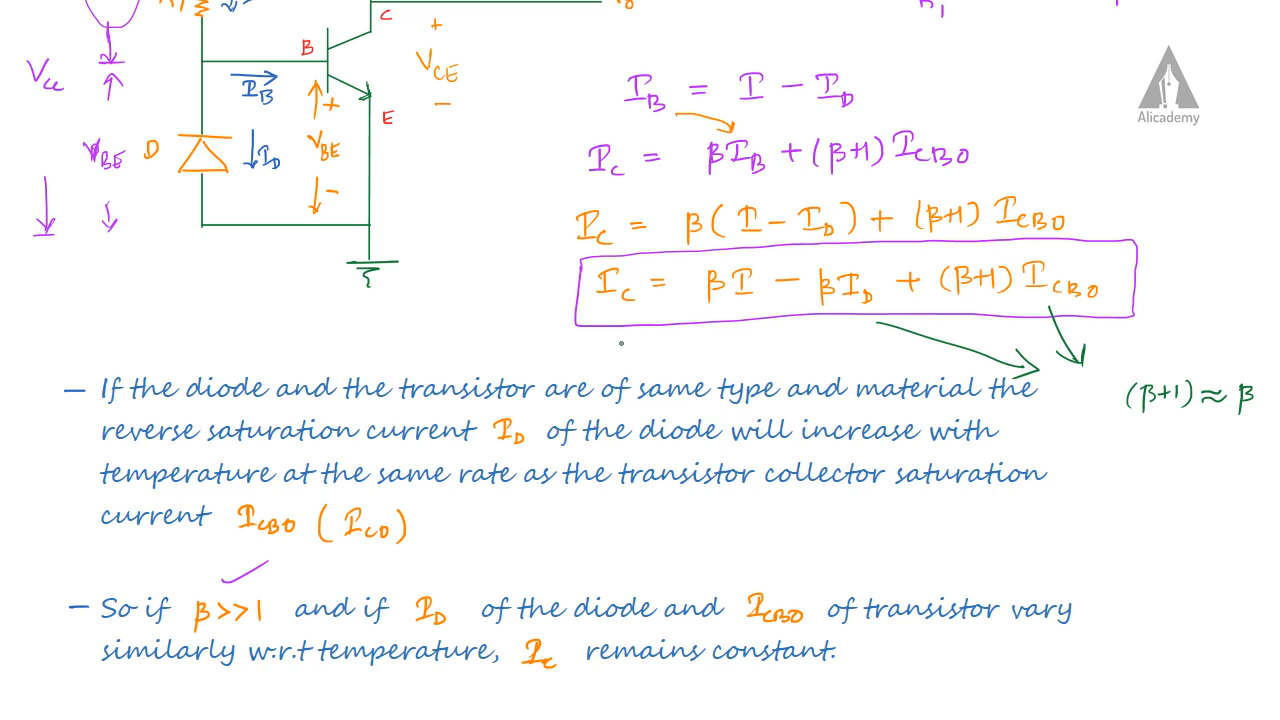 C
B
+
V_CE
−
V_CC
I_B
+
E
V_BE
D
I_D
V_BE
−
I_B = I − I_D
I_C = βI_B + (β+1) I_CBO
I_C = β(I − I_D) + (β+1) I_CBO
I_C = βI − βI_D + (β+1) I_CBO
Alicademy
(β+1) ≈ β
– If the diode and the transistor are of same type and material the
reverse saturation current I_D of the diode will increase with
temperature at the same rate as the transistor collector saturation
current I_CBO (I_CO)
– So if β>>1 and if I_D of the diode and I_CBO of transistor vary
similarly w.r.t temperature, I_C remains constant.